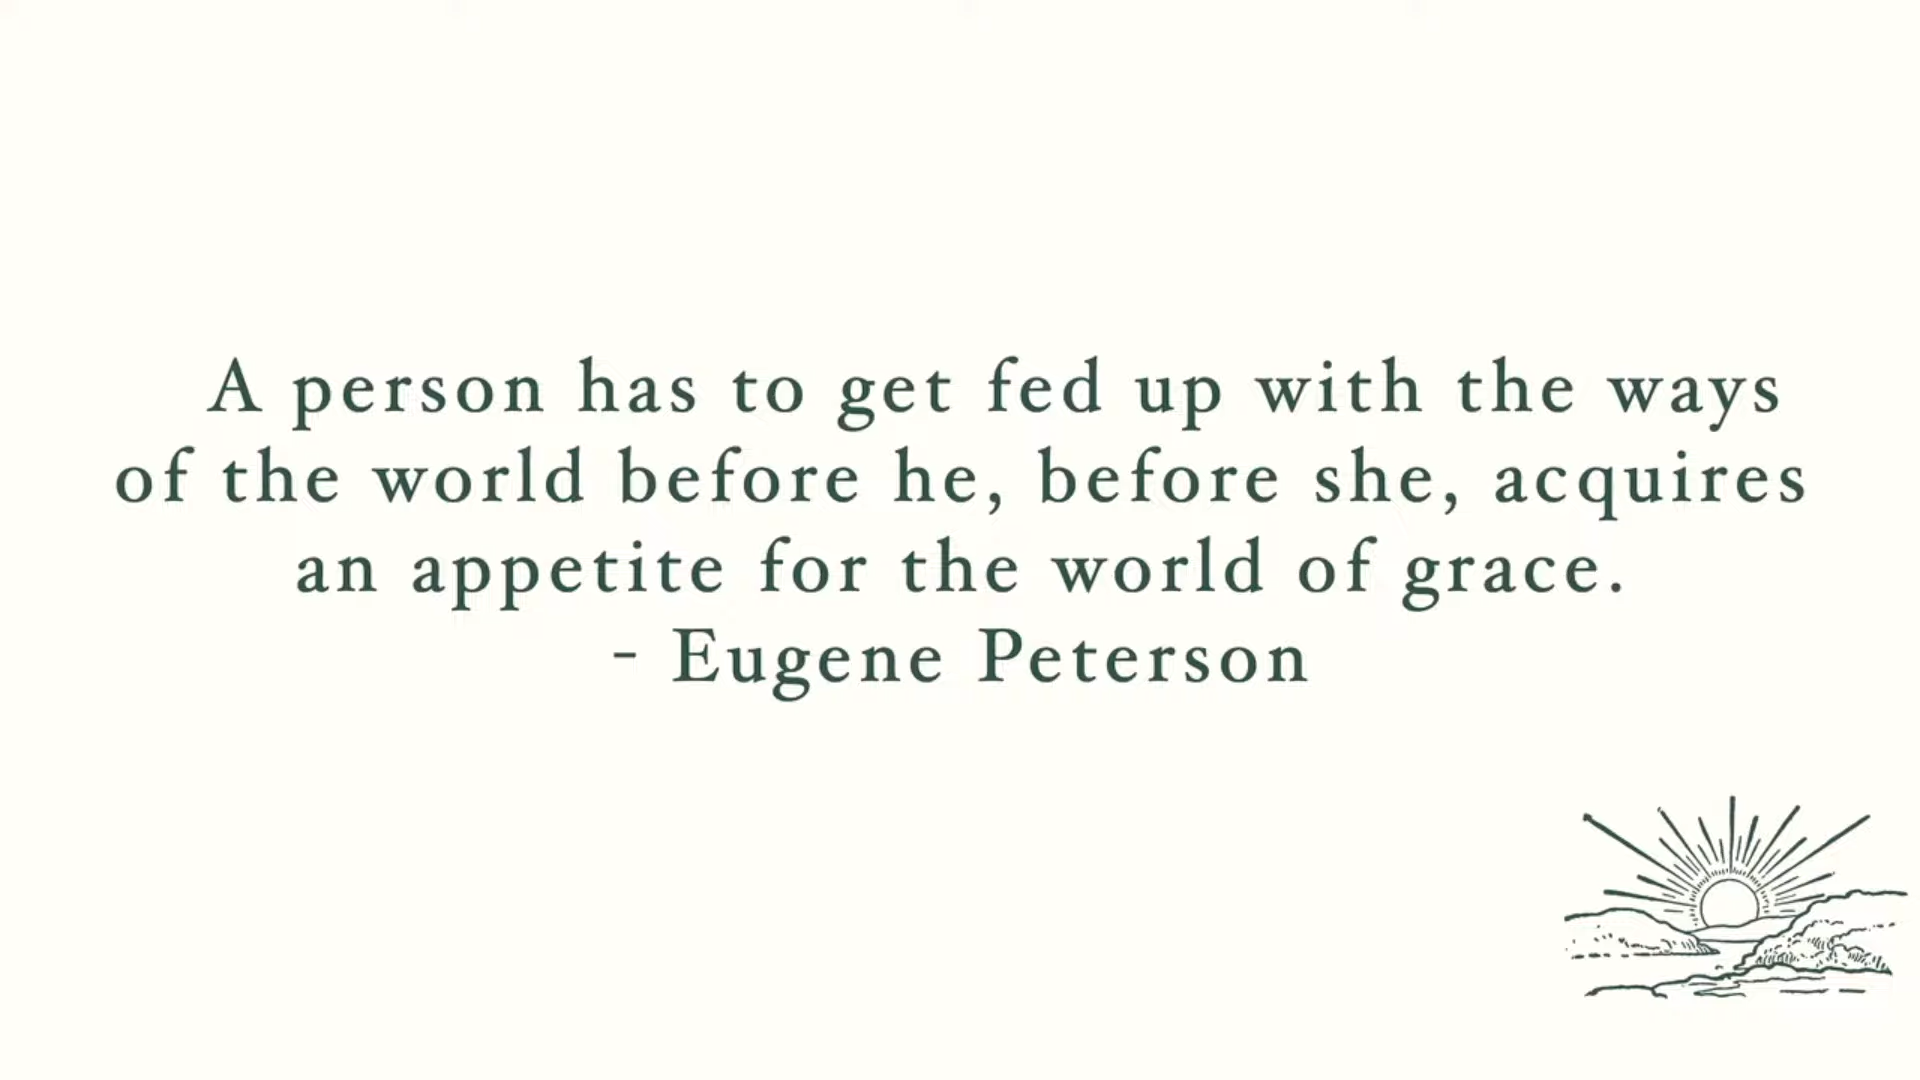 A person has to get fed up with the ways
of the world before he, before she, acquires
an appetite for the world of grace.
- Eugene Peterson